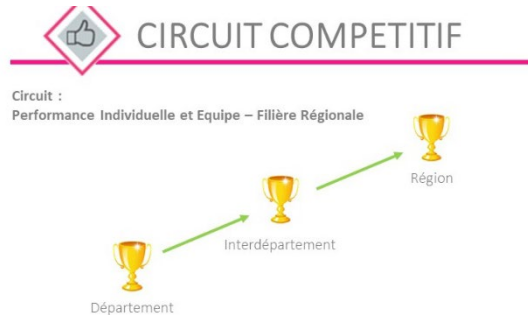 CIRCUIT COMPETITIF
Circuit :
Performance Individuelle et Equipe – Filière Régionale
Région
Interdépartement
Département